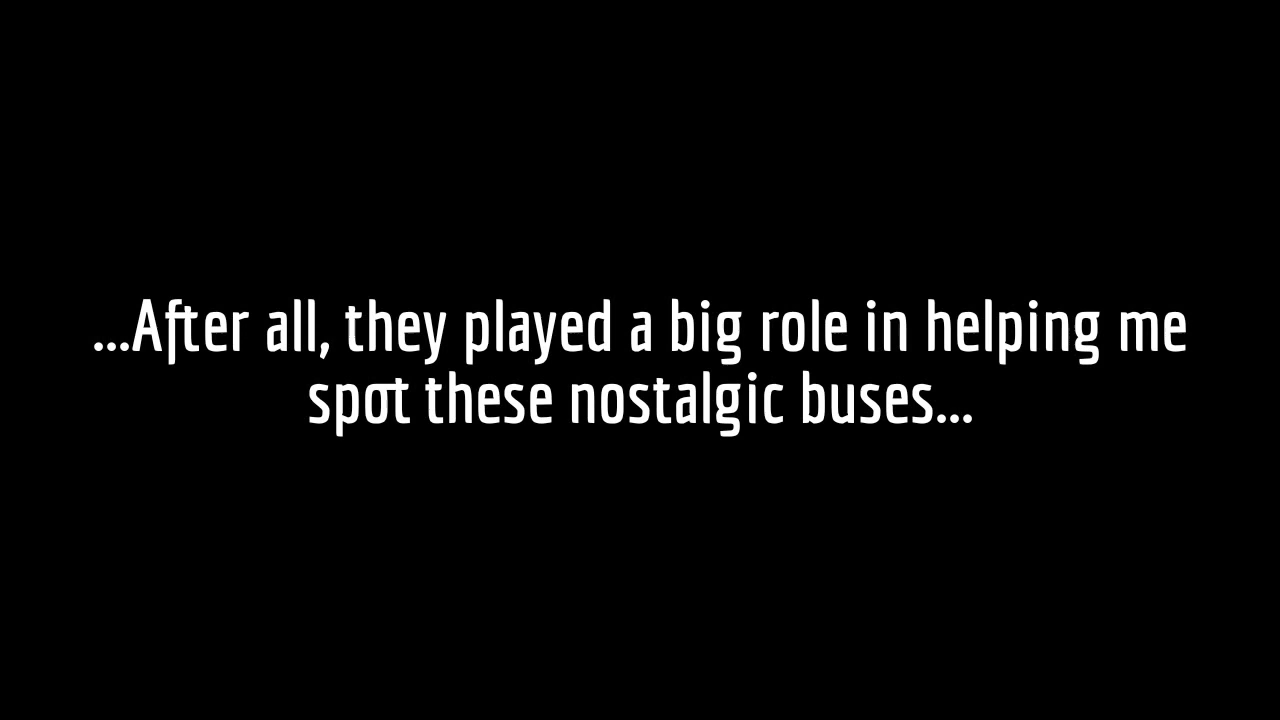 ...After all, they played a big role in helping me
spot these nostalgic buses...